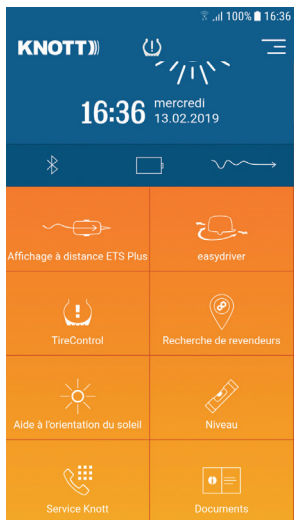 100% 16:36
KNOTT
16:36 mercredi
13.02.2019
Affichage à distance ETS Plus
easydriver
TireControl
Recherche de revendeurs
Aide à l'orientation du soleil
Niveau
Service Knott
Documents